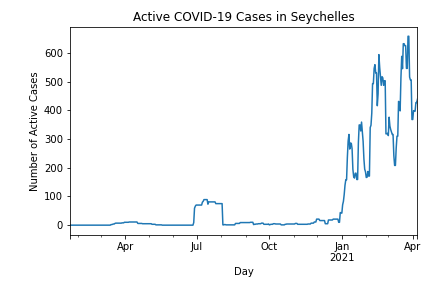 Active COVID-19 Cases in Seychelles
Number of Active Cases
600
500
400
300
200
100
0
Apr
Jul
Oct
Jan
2021
Apr
Day